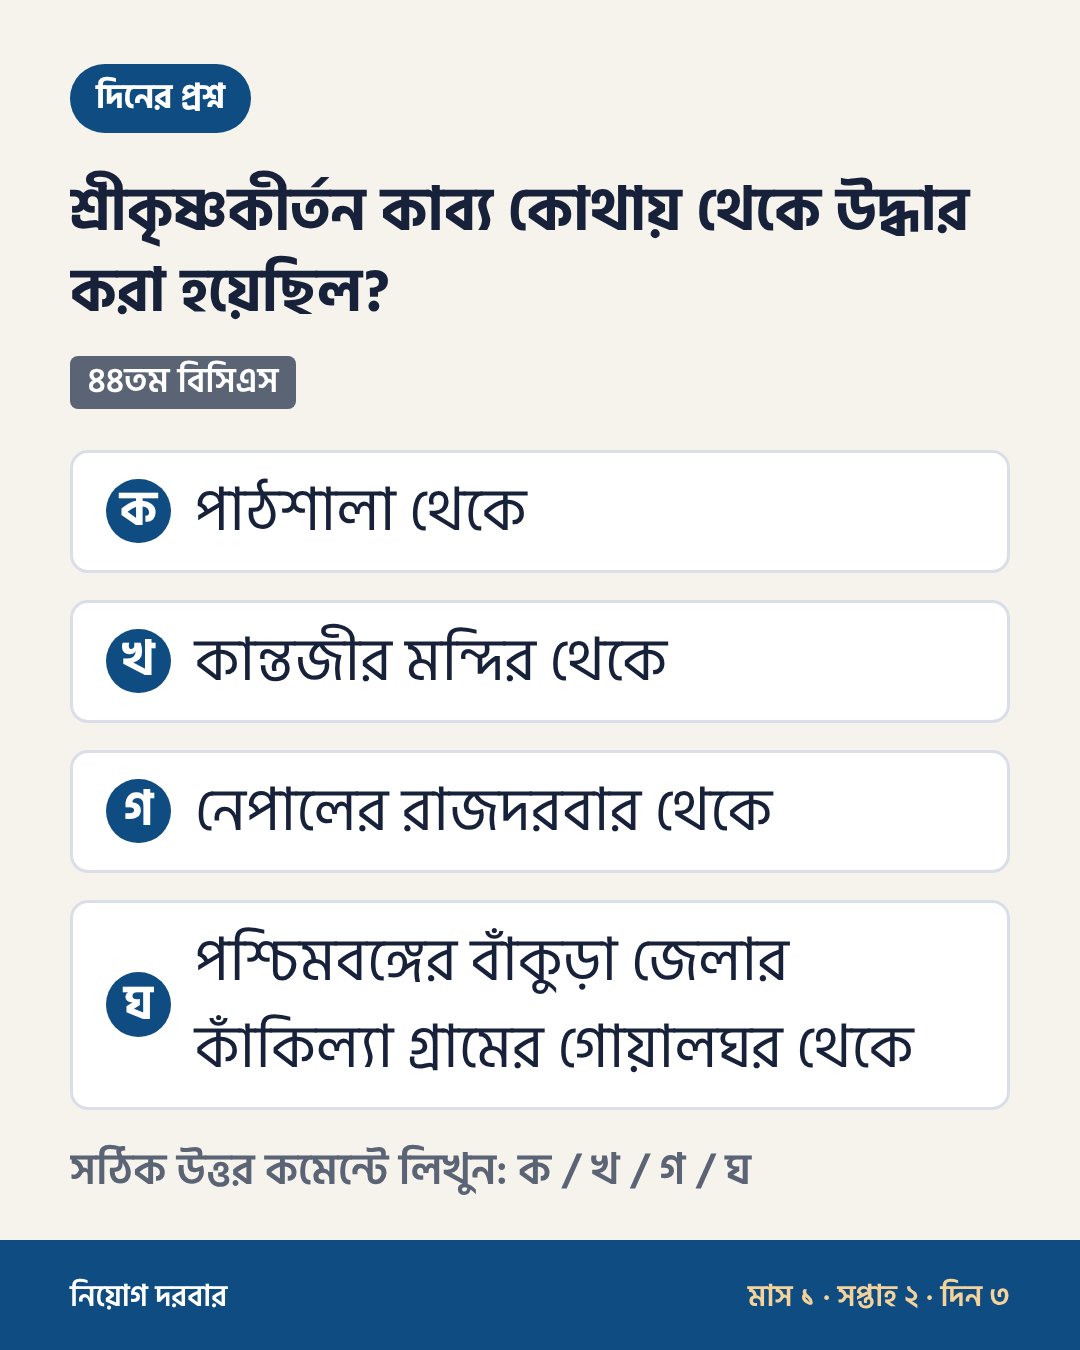 দিনের প্রশ্ন
শ্রীকৃষ্ণকীর্তন কাব্য কোথায় থেকে উদ্ধার
করা হয়েছিল?
৪৪তম বিসিএস
ক পাঠশালা থেকে
খ কান্তজীর মন্দির থেকে
গ নেপালের রাজদরবার থেকে
ঘ পশ্চিমবঙ্গের বাঁকুড়া জেলার
কাঁকিল্যা গ্রামের গোয়ালঘর থেকে
সঠিক উত্তর কমেন্টে লিখুন: ক / খ / গ / ঘ
নিয়োগ দরবার
মাস ১ · সপ্তাহ ২ · দিন ৩